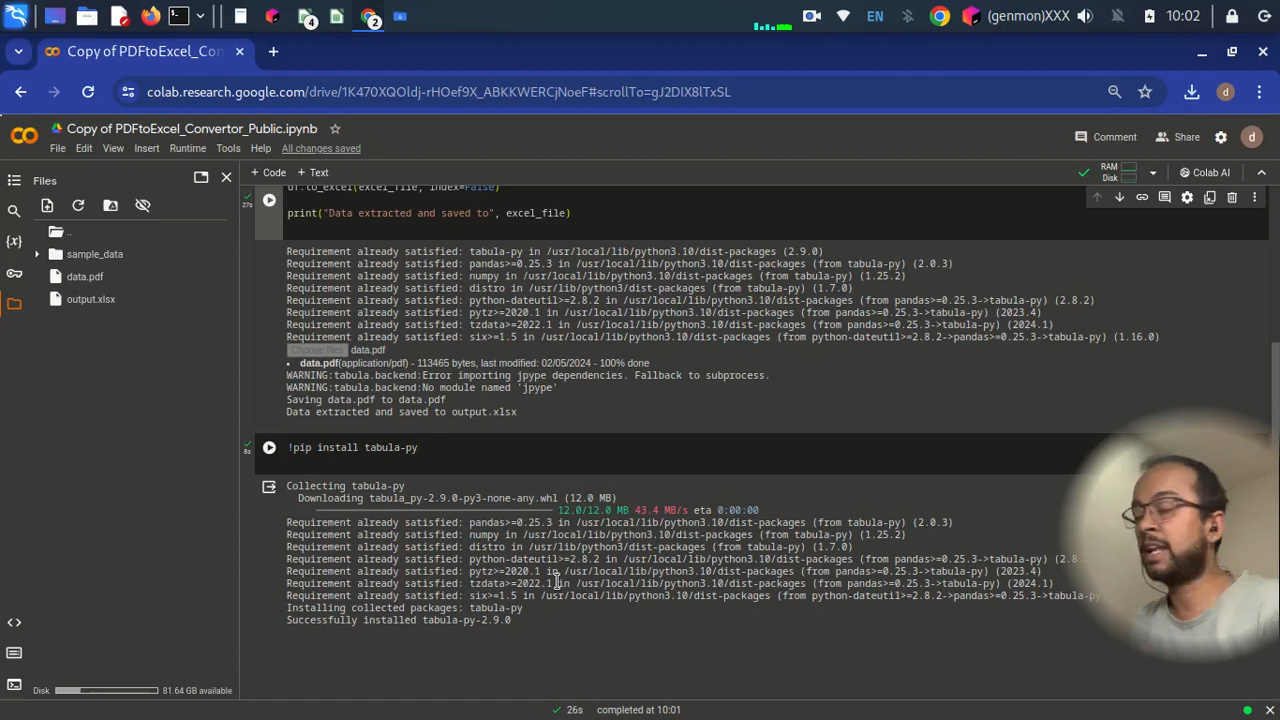 4
2
EN
(genmon)XXX
10:02
Copy of PDFtoExcel_Con
colab.research.google.com/drive/1K470XQOldj-rHOef9X_ABKKWERCjNoeF#scrollTo=gJ2DIX8lTxSL
d
Copy of PDFtoExcel_Convertor_Public.ipynb
Comment
Share
d
File Edit View Insert Runtime Tools Help All changes saved
Files
+ Code + Text
RAM
Disk
Colab AI
..
sample_data
data.pdf
output.xlsx
27s
df.to_excel(excel_file, index=False)
print("Data extracted and saved to", excel_file)
Requirement already satisfied: tabula-py in /usr/local/lib/python3.10/dist-packages (2.9.0)
Requirement already satisfied: pandas>=0.25.3 in /usr/local/lib/python3.10/dist-packages (from tabula-py) (2.0.3)
Requirement already satisfied: numpy in /usr/local/lib/python3.10/dist-packages (from tabula-py) (1.25.2)
Requirement already satisfied: distro in /usr/lib/python3/dist-packages (from tabula-py) (1.7.0)
Requirement already satisfied: python-dateutil>=2.8.2 in /usr/local/lib/python3.10/dist-packages (from pandas>=0.25.3->tabula-py) (2.8.2)
Requirement already satisfied: pytz>=2020.1 in /usr/local/lib/python3.10/dist-packages (from pandas>=0.25.3->tabula-py) (2023.4)
Requirement already satisfied: tzdata>=2022.1 in /usr/local/lib/python3.10/dist-packages (from pandas>=0.25.3->tabula-py) (2024.1)
Requirement already satisfied: six>=1.5 in /usr/local/lib/python3.10/dist-packages (from python-dateutil>=2.8.2->pandas>=0.25.3->tabula-py) (1.16.0)
Choose files data.pdf
• data.pdf(application/pdf) - 113465 bytes, last modified: 02/05/2024 - 100% done
WARNING:tabula.backend:Error importing jpype dependencies. Fallback to subprocess.
WARNING:tabula.backend:No module named 'jpype'
Saving data.pdf to data.pdf
Data extracted and saved to output.xlsx
8s
!pip install tabula-py
Collecting tabula-py
Downloading tabula_py-2.9.0-py3-none-any.whl (12.0 MB)
12.0/12.0 MB 43.4 MB/s eta 0:00:00
Requirement already satisfied: pandas>=0.25.3 in /usr/local/lib/python3.10/dist-packages (from tabula-py) (2.0.3)
Requirement already satisfied: numpy in /usr/local/lib/python3.10/dist-packages (from tabula-py) (1.25.2)
Requirement already satisfied: distro in /usr/lib/python3/dist-packages (from tabula-py) (1.7.0)
Requirement already satisfied: python-dateutil>=2.8.2 in /usr/local/lib/python3.10/dist-packages (from pandas>=0.25.3->tabula-py) (2.8.
Requirement already satisfied: pytz>=2020.1 in /usr/local/lib/python3.10/dist-packages (from pandas>=0.25.3->tabula-py) (2023.4)
Requirement already satisfied: tzdata>=2022.1 in /usr/local/lib/python3.10/dist-packages (from pandas>=0.25.3->tabula-py) (2024.1)
Requirement already satisfied: six>=1.5 in /usr/local/lib/python3.10/dist-packages (from python-dateutil>=2.8.2->pandas>=0.25.3->tabula-py)
Installing collected packages: tabula-py
Successfully installed tabula-py-2.9.0
Disk 81.64 GB available
26s completed at 10:01